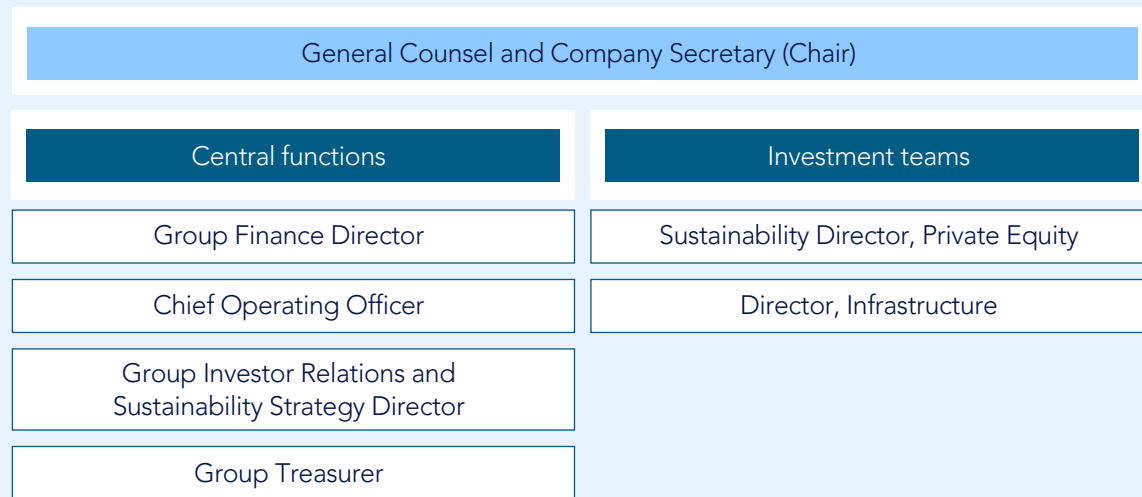 General Counsel and Company Secretary (Chair)
Central functions
Group Finance Director
Chief Operating Officer
Group Investor Relations and
Sustainability Strategy Director
Group Treasurer
Investment teams
Sustainability Director, Private Equity
Director, Infrastructure